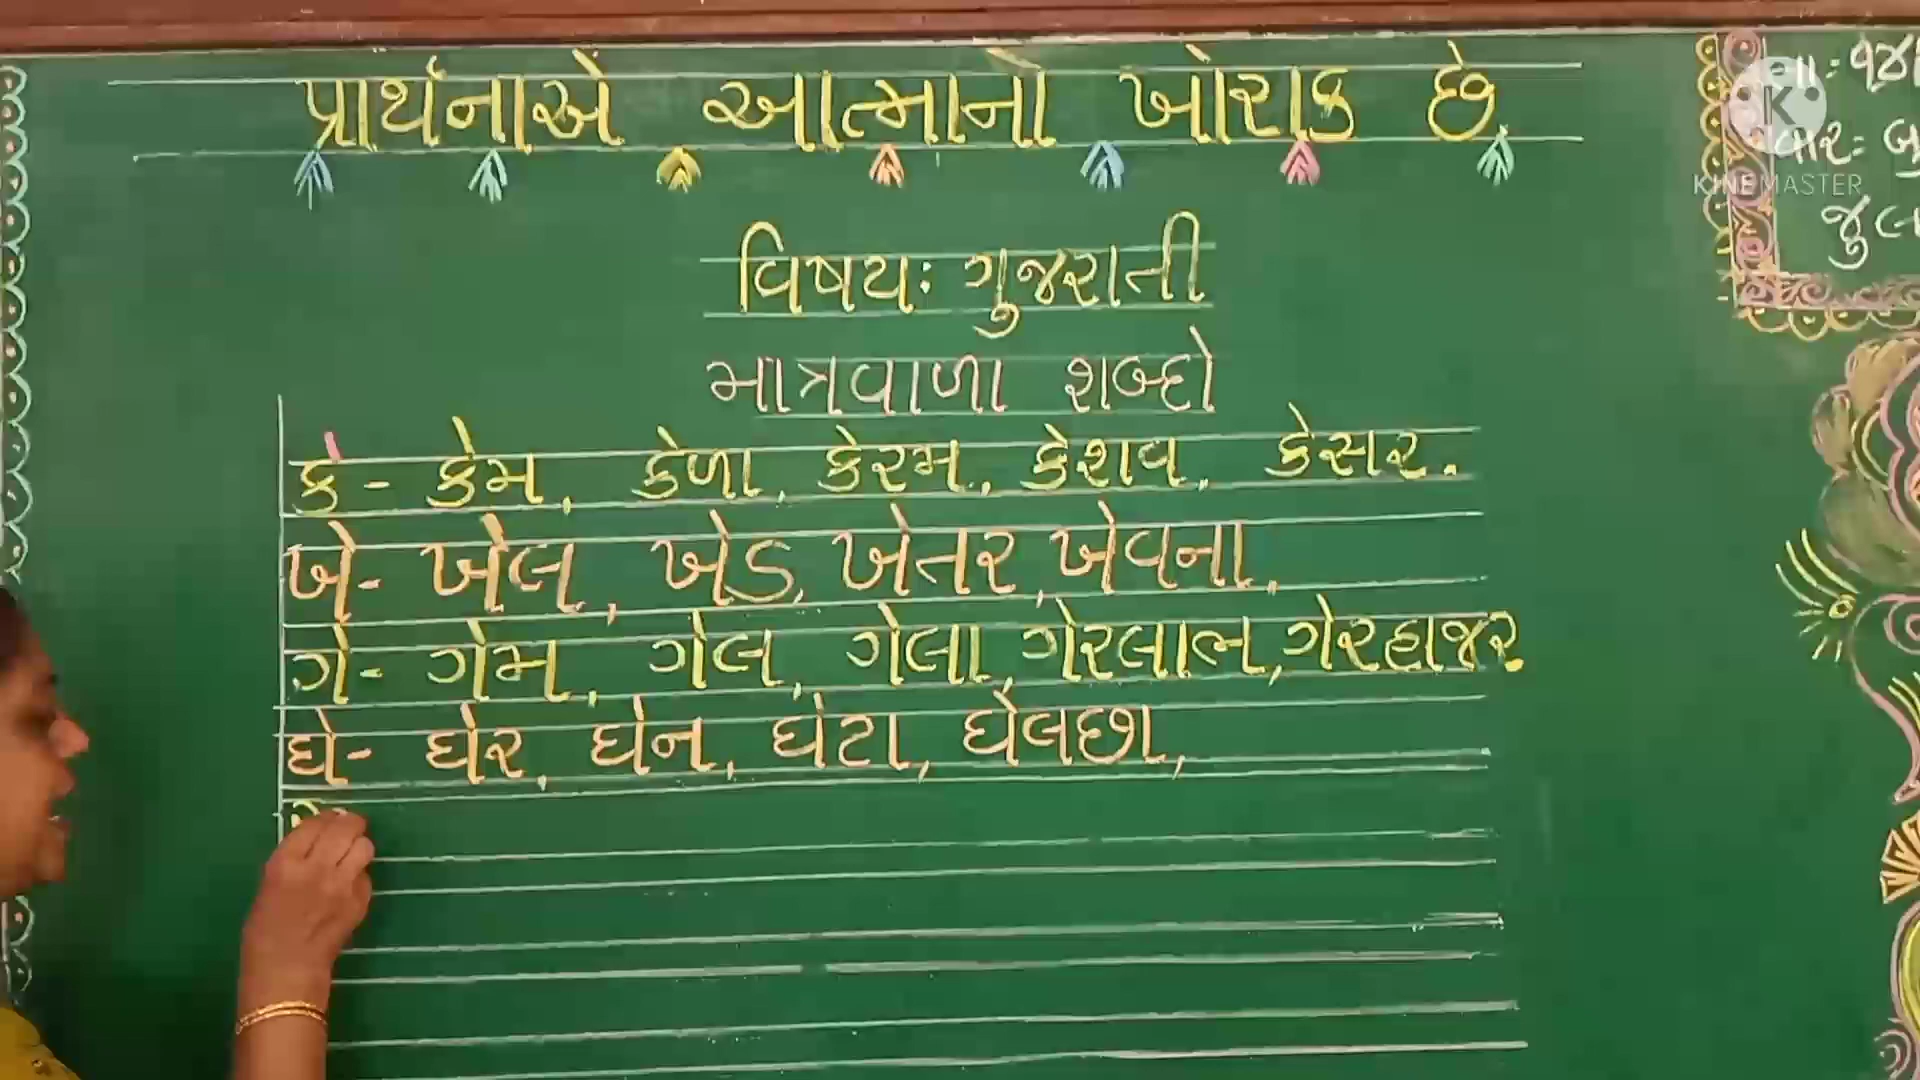 પ્રાર્થનાએ આત્માનો ખોરાક છે.
વિષય: ગુજરાતી
માત્રવાળા શબ્દો
કે - કેમ, કેળા, કેરમ, કેશવ, કેસર.
ખે - ખેલ, ખેડ, ખેતર, ખેવના,
ગે - ગેમ, ગેલ, ગેલા, ગેરલાભ, ગેરહાજર.
ઘે - ઘેર, ઘેન, ઘેટા, ઘેલછા,
વાર:
KINEMASTER